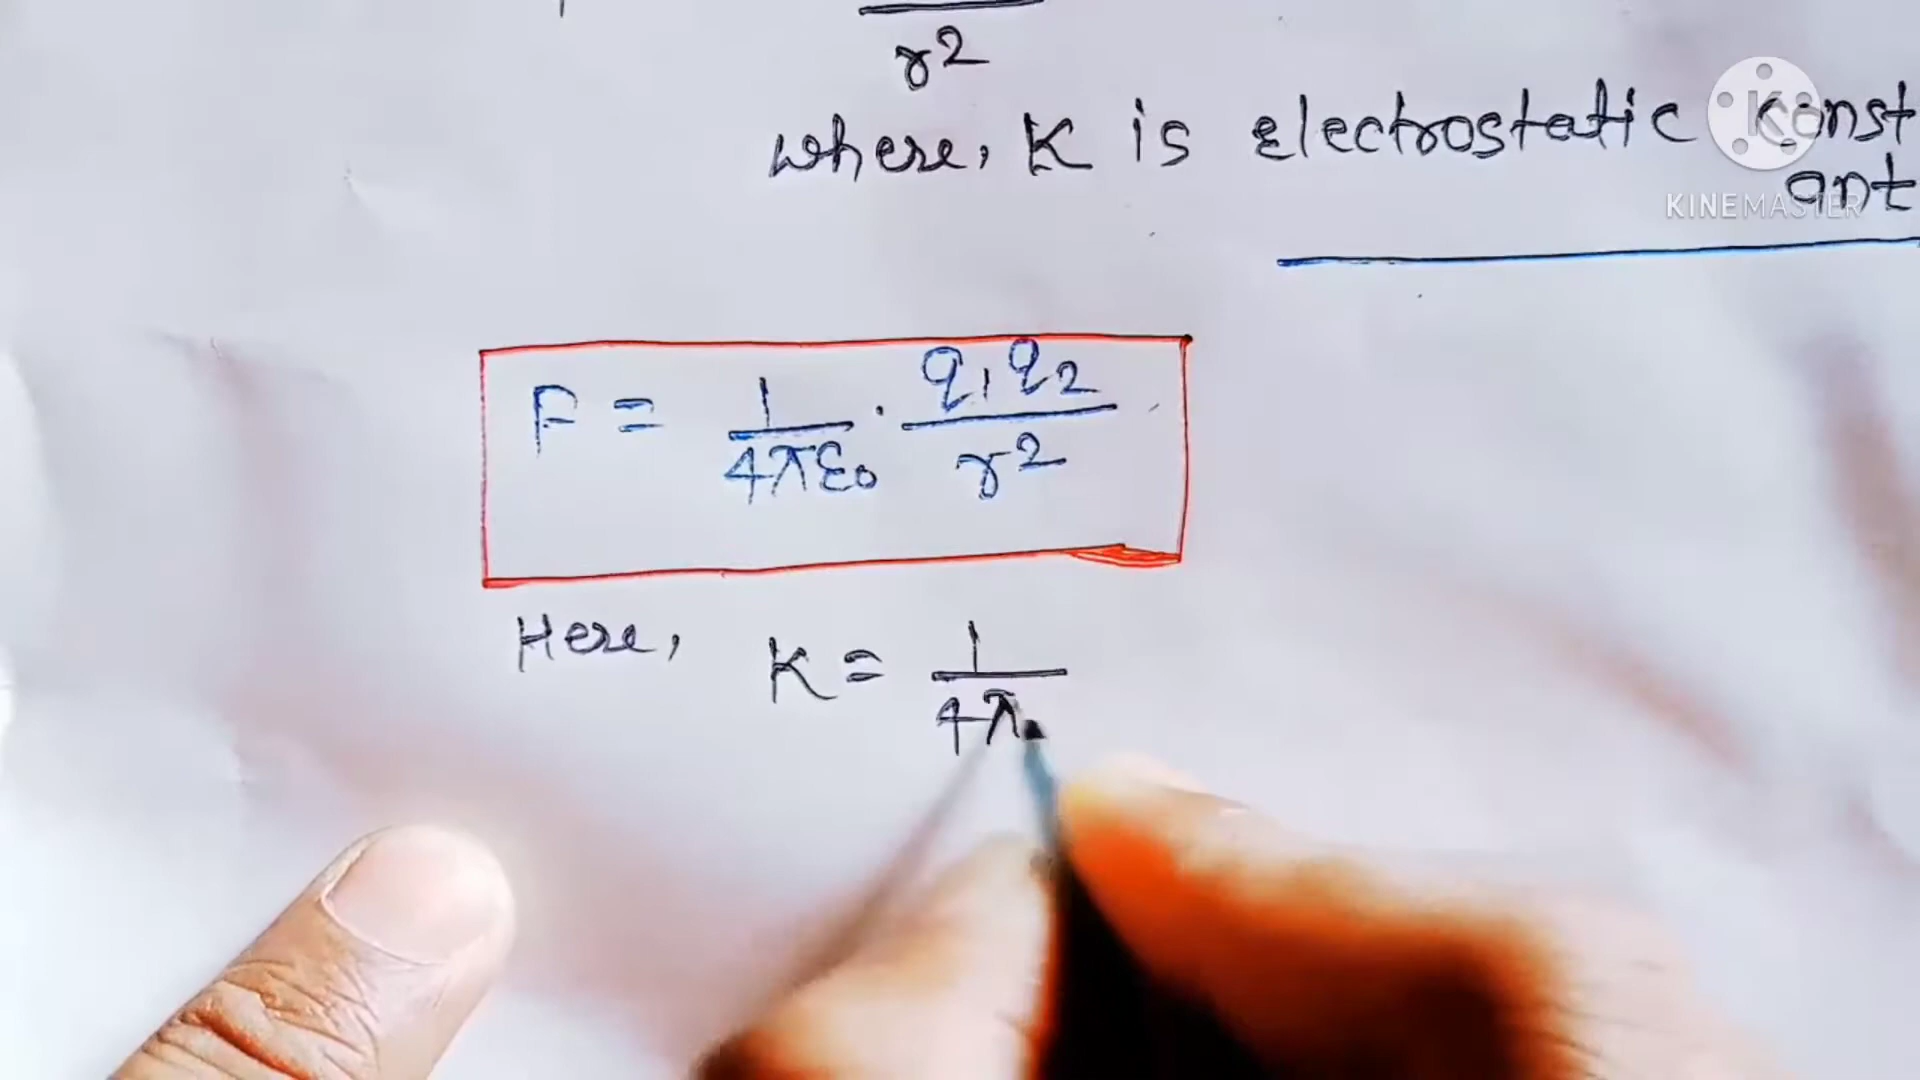 r²
where, K is electrostatic Konst
ant
KINEMASTER
F = 1/4πε₀ · q₁q₂/r²
Here, K = 1/4π